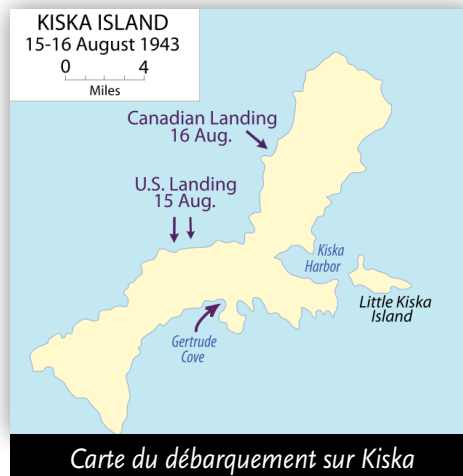 KISKA ISLAND
15-16 August 1943
0 4
Miles
Canadian Landing
16 Aug.
U.S. Landing
15 Aug.
Kiska
Harbor
Little Kiska
Island
Gertrude
Cove
Carte du débarquement sur Kiska